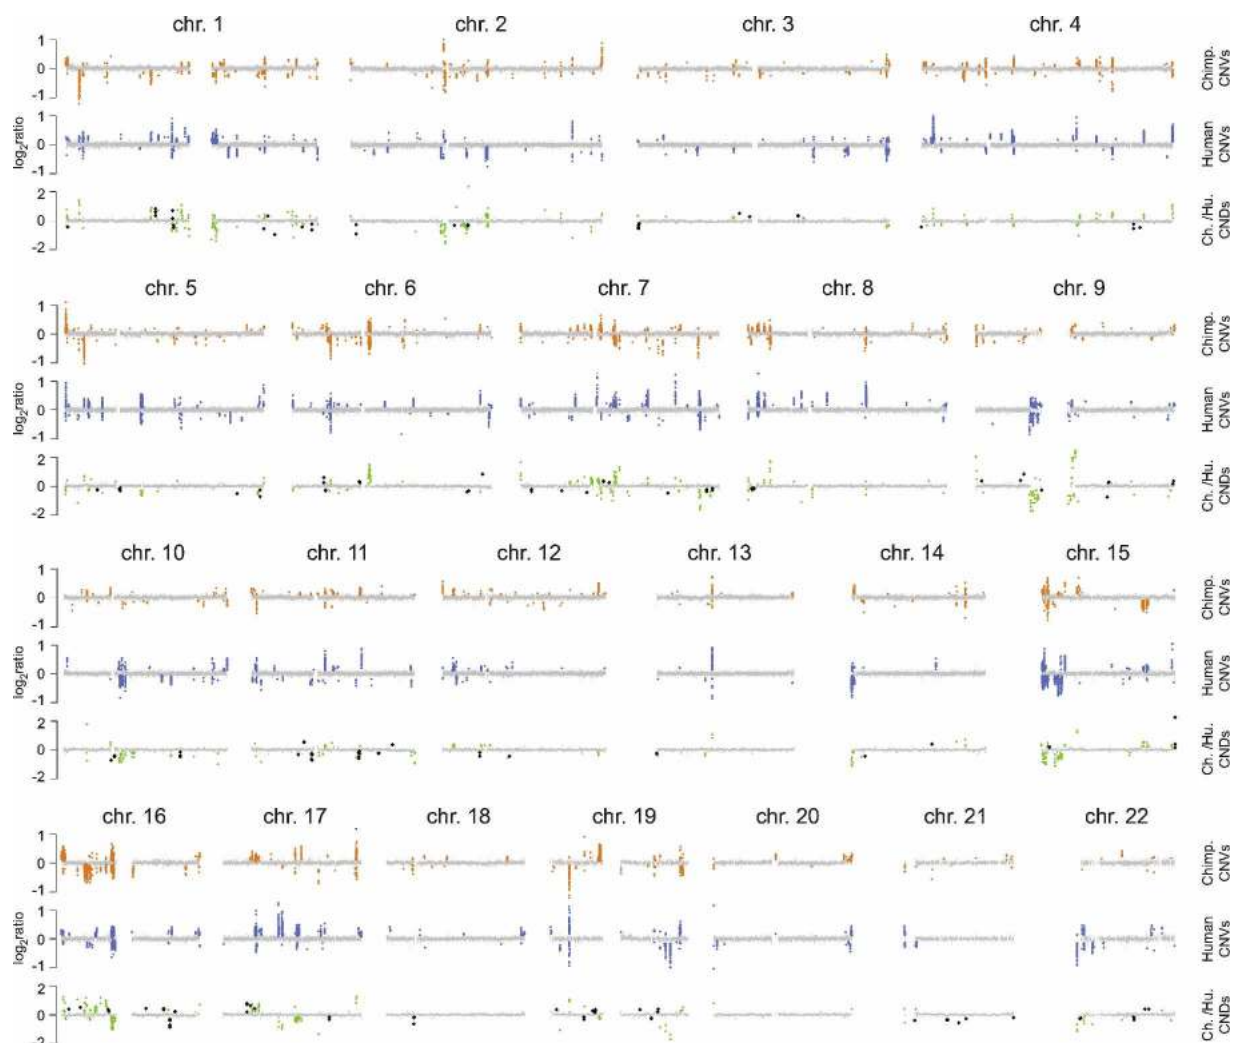 chr. 1 chr. 2 chr. 3 chr. 4
1
0
-1
Chimp.
CNVs
log2ratio
1
0
-1
Human
CNVs
2
0
-2
Ch. /Hu.
CNDs
chr. 5 chr. 6 chr. 7 chr. 8 chr. 9
1
0
-1
Chimp.
CNVs
log2ratio
1
0
-1
Human
CNVs
2
0
-2
Ch. /Hu.
CNDs
chr. 10 chr. 11 chr. 12 chr. 13 chr. 14 chr. 15
1
0
-1
Chimp.
CNVs
log2ratio
1
0
-1
Human
CNVs
2
0
-2
Ch. /Hu.
CNDs
chr. 16 chr. 17 chr. 18 chr. 19 chr. 20 chr. 21 chr. 22
1
0
-1
Chimp.
CNVs
log2ratio
1
0
-1
Human
CNVs
2
0
-2
Ch. /Hu.
CNDs